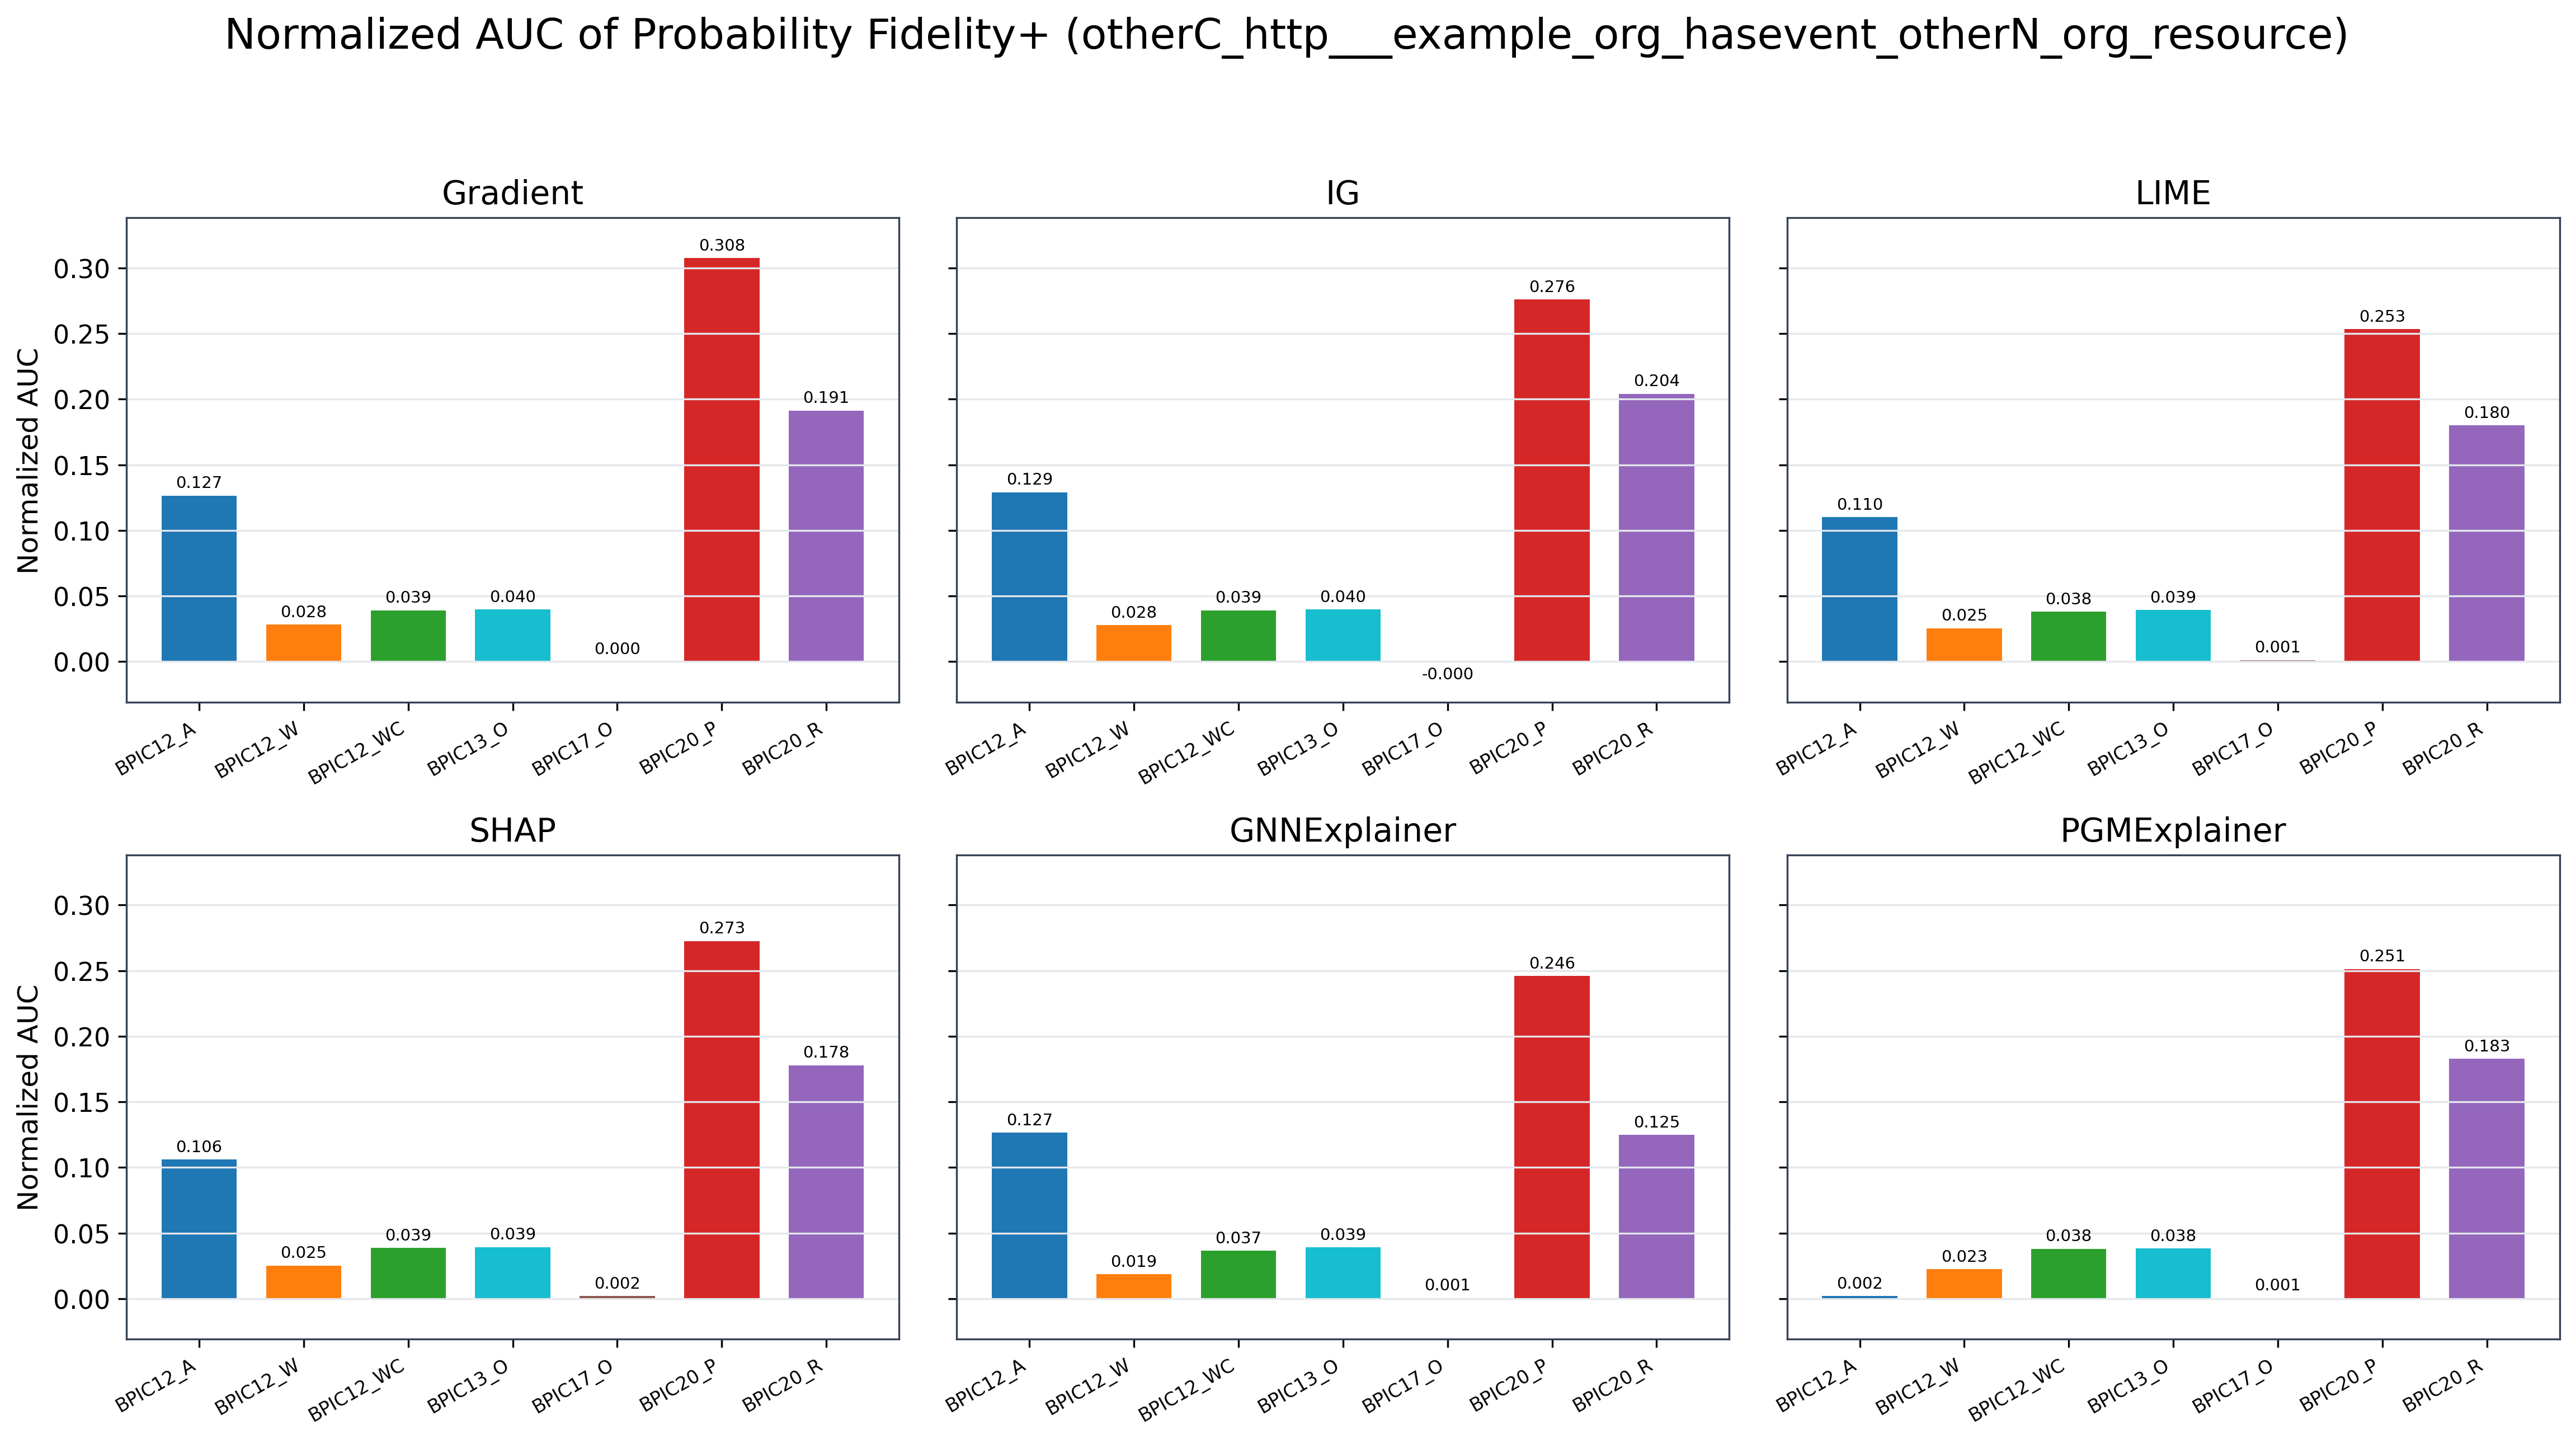 Normalized AUC of Probability Fidelity+ (otherC_http___example_org_hasevent_otherN_org_resource)
Gradient
Normalized AUC
0.30
0.25
0.20
0.15
0.10
0.05
0.00
0.127
0.028
0.039
0.040
0.000
0.308
0.191
BPIC12_A
BPIC12_W
BPIC12_WC
BPIC13_O
BPIC17_O
BPIC20_P
BPIC20_R
IG
0.129
0.028
0.039
0.040
-0.000
0.276
0.204
BPIC12_A
BPIC12_W
BPIC12_WC
BPIC13_O
BPIC17_O
BPIC20_P
BPIC20_R
LIME
0.110
0.025
0.038
0.039
0.001
0.253
0.180
BPIC12_A
BPIC12_W
BPIC12_WC
BPIC13_O
BPIC17_O
BPIC20_P
BPIC20_R
SHAP
Normalized AUC
0.30
0.25
0.20
0.15
0.10
0.05
0.00
0.106
0.025
0.039
0.039
0.002
0.273
0.178
BPIC12_A
BPIC12_W
BPIC12_WC
BPIC13_O
BPIC17_O
BPIC20_P
BPIC20_R
GNNExplainer
0.127
0.019
0.037
0.039
0.001
0.246
0.125
BPIC12_A
BPIC12_W
BPIC12_WC
BPIC13_O
BPIC17_O
BPIC20_P
BPIC20_R
PGMExplainer
0.002
0.023
0.038
0.038
0.001
0.251
0.183
BPIC12_A
BPIC12_W
BPIC12_WC
BPIC13_O
BPIC17_O
BPIC20_P
BPIC20_R